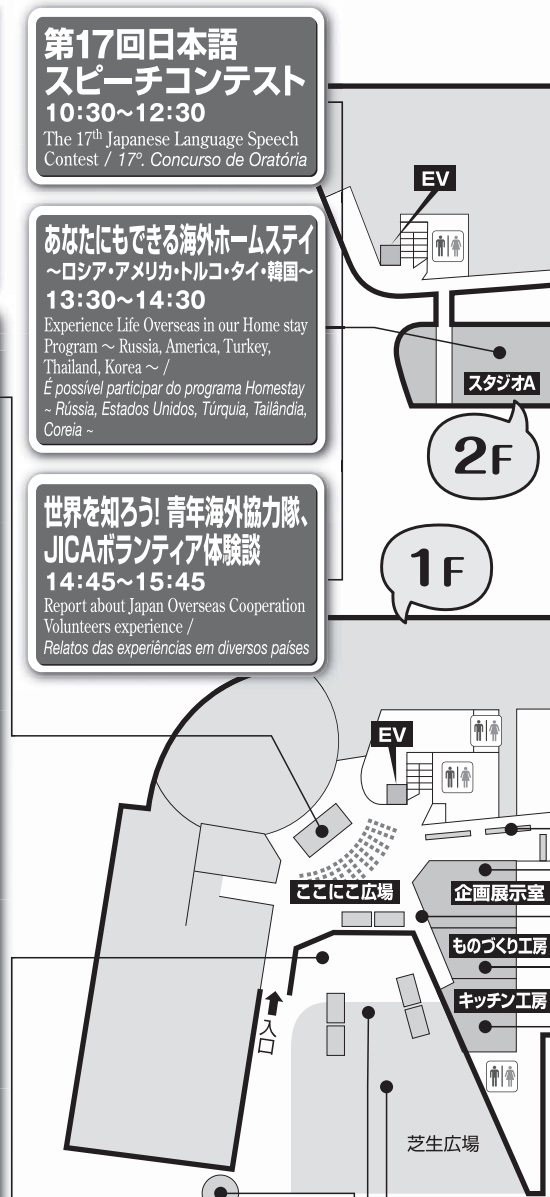 第17回日本語
スピーチコンテスト
10:30～12:30
The 17th Japanese Language Speech
Contest / 17º. Concurso de Oratória
あなたにもできる海外ホームステイ
～ロシア・アメリカ・トルコ・タイ・韓国～
13:30～14:30
Experience Life Overseas in our Home stay
Program ～ Russia, America, Turkey,
Thailand, Korea ～ /
É possível participar do programa Homestay
~ Rússia, Estados Unidos, Túrquia, Tailândia,
Coreia ~
世界を知ろう! 青年海外協力隊、
JICAボランティア体験談
14:45～15:45
Report about Japan Overseas Cooperation
Volunteers experience /
Relatos das experiências em diversos países
EV
スタジオA
2F
1F
EV
ここにこ広場
企画展示室
ものづくり工房
キッチン工房
入口
芝生広場